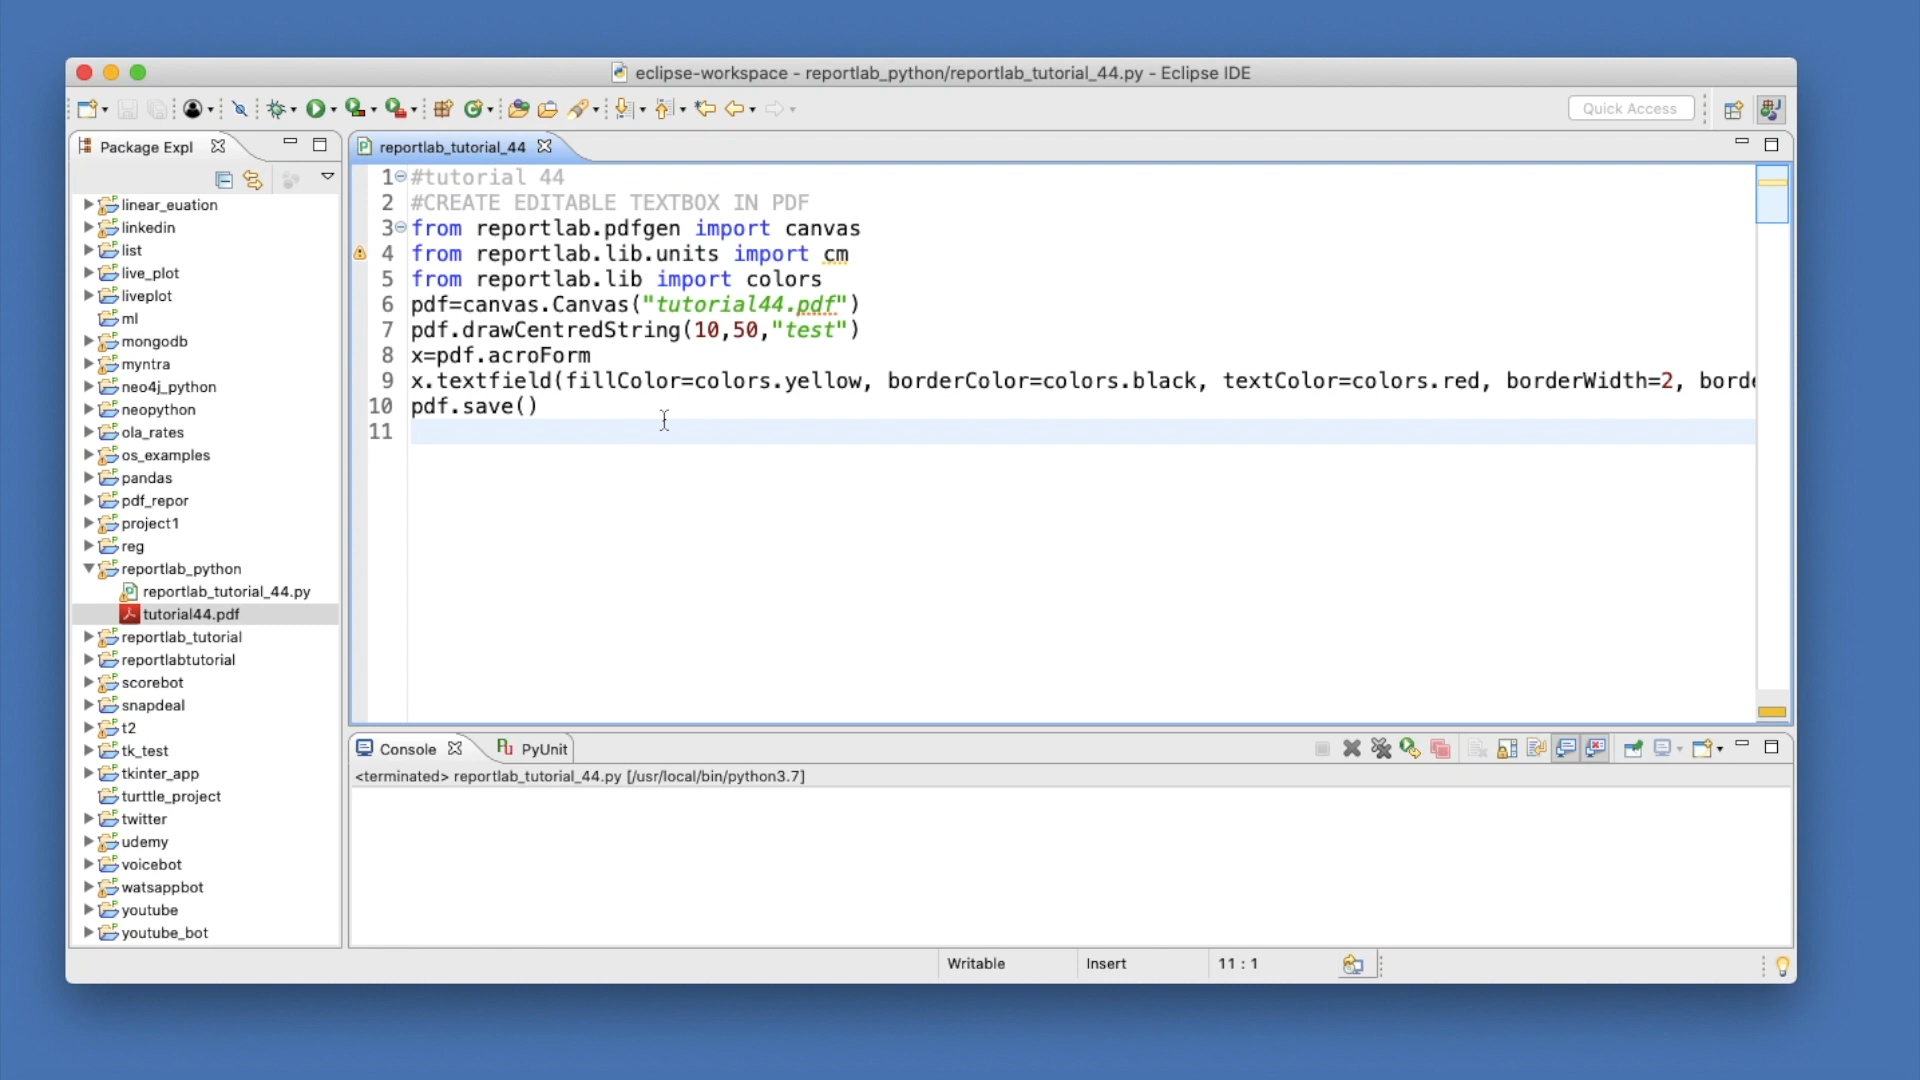 eclipse-workspace - reportlab_python/reportlab_tutorial_44.py - Eclipse IDE
Quick Access
Package Expl
reportlab_tutorial_44
linear_euation
linkedin
list
live_plot
liveplot
ml
mongodb
myntra
neo4j_python
neopython
ola_rates
os_examples
pandas
pdf_repor
project1
reg
reportlab_python
reportlab_tutorial_44.py
tutorial44.pdf
reportlab_tutorial
reportlabtutorial
scorebot
snapdeal
t2
tk_test
tkinter_app
turttle_project
twitter
udemy
voicebot
watsappbot
youtube
youtube_bot
1 #tutorial 44
2 #CREATE EDITABLE TEXTBOX IN PDF
3 from reportlab.pdfgen import canvas
4 from reportlab.lib.units import cm
5 from reportlab.lib import colors
6 pdf=canvas.Canvas("tutorial44.pdf")
7 pdf.drawCentredString(10,50,"test")
8 x=pdf.acroForm
9 x.textfield(fillColor=colors.yellow, borderColor=colors.black, textColor=colors.red, borderWidth=2, borde
10 pdf.save()
11
Console
PyUnit
<terminated> reportlab_tutorial_44.py [/usr/local/bin/python3.7]
Writable
Insert
11 : 1